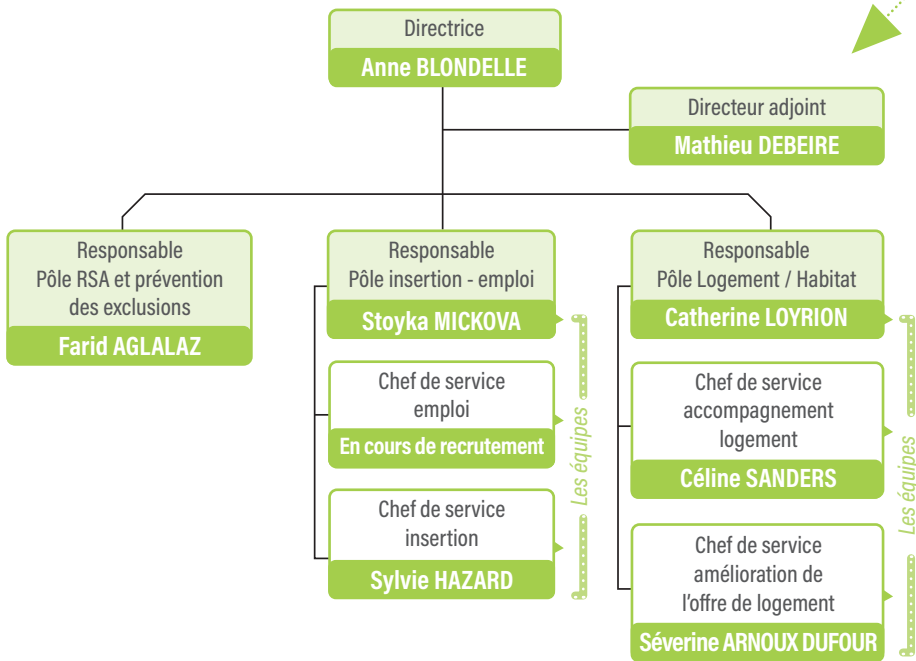 Directrice
Anne BLONDELLE
Directeur adjoint
Mathieu DEBEIRE
Responsable
Pôle RSA et prévention
des exclusions
Farid AGLALAZ
Responsable
Pôle insertion - emploi
Stoyka MICKOVA
Chef de service
emploi
En cours de recrutement
Chef de service
insertion
Sylvie HAZARD
Les équipes
Responsable
Pôle Logement / Habitat
Catherine LOYRION
Chef de service
accompagnement
logement
Céline SANDERS
Chef de service
amélioration de
l'offre de logement
Séverine ARNOUX DUFOUR
Les équipes